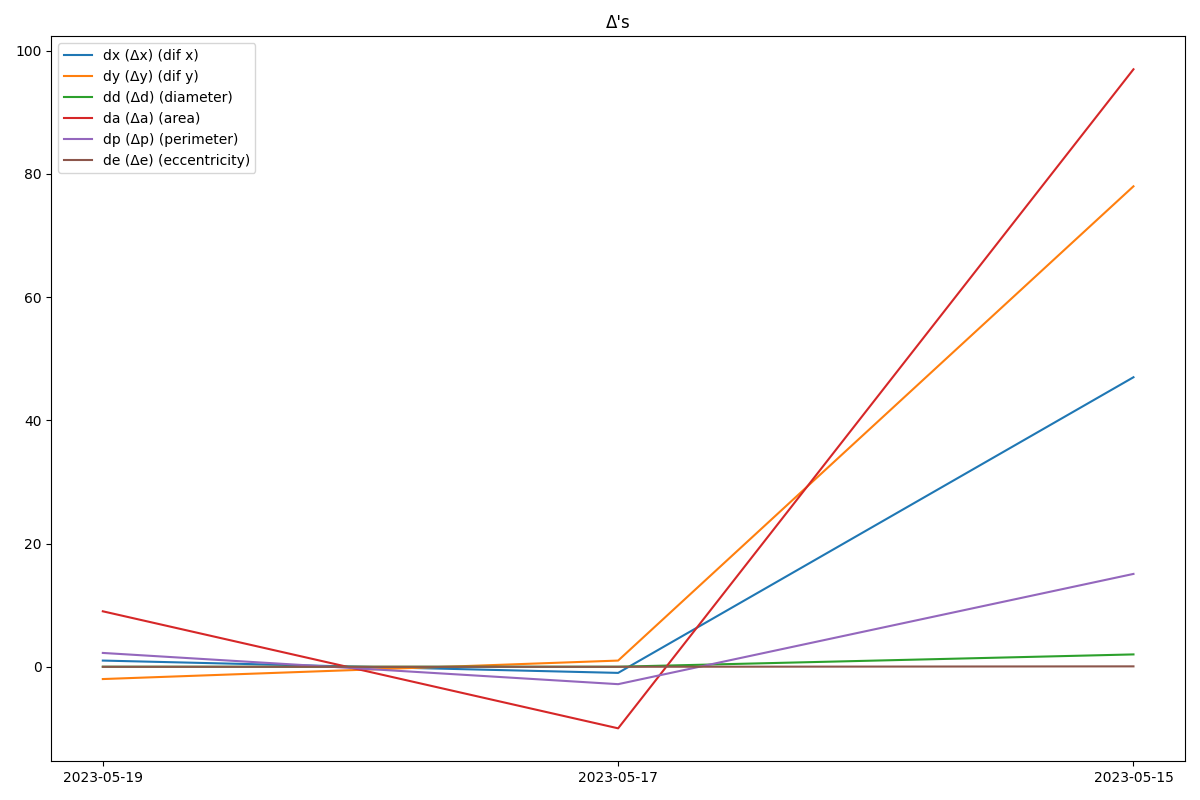 Δ's
100
80
60
40
20
0
dx (Δx) (dif x)
dy (Δy) (dif y)
dd (Δd) (diameter)
da (Δa) (area)
dp (Δp) (perimeter)
de (Δe) (eccentricity)
2023-05-19
2023-05-17
2023-05-15